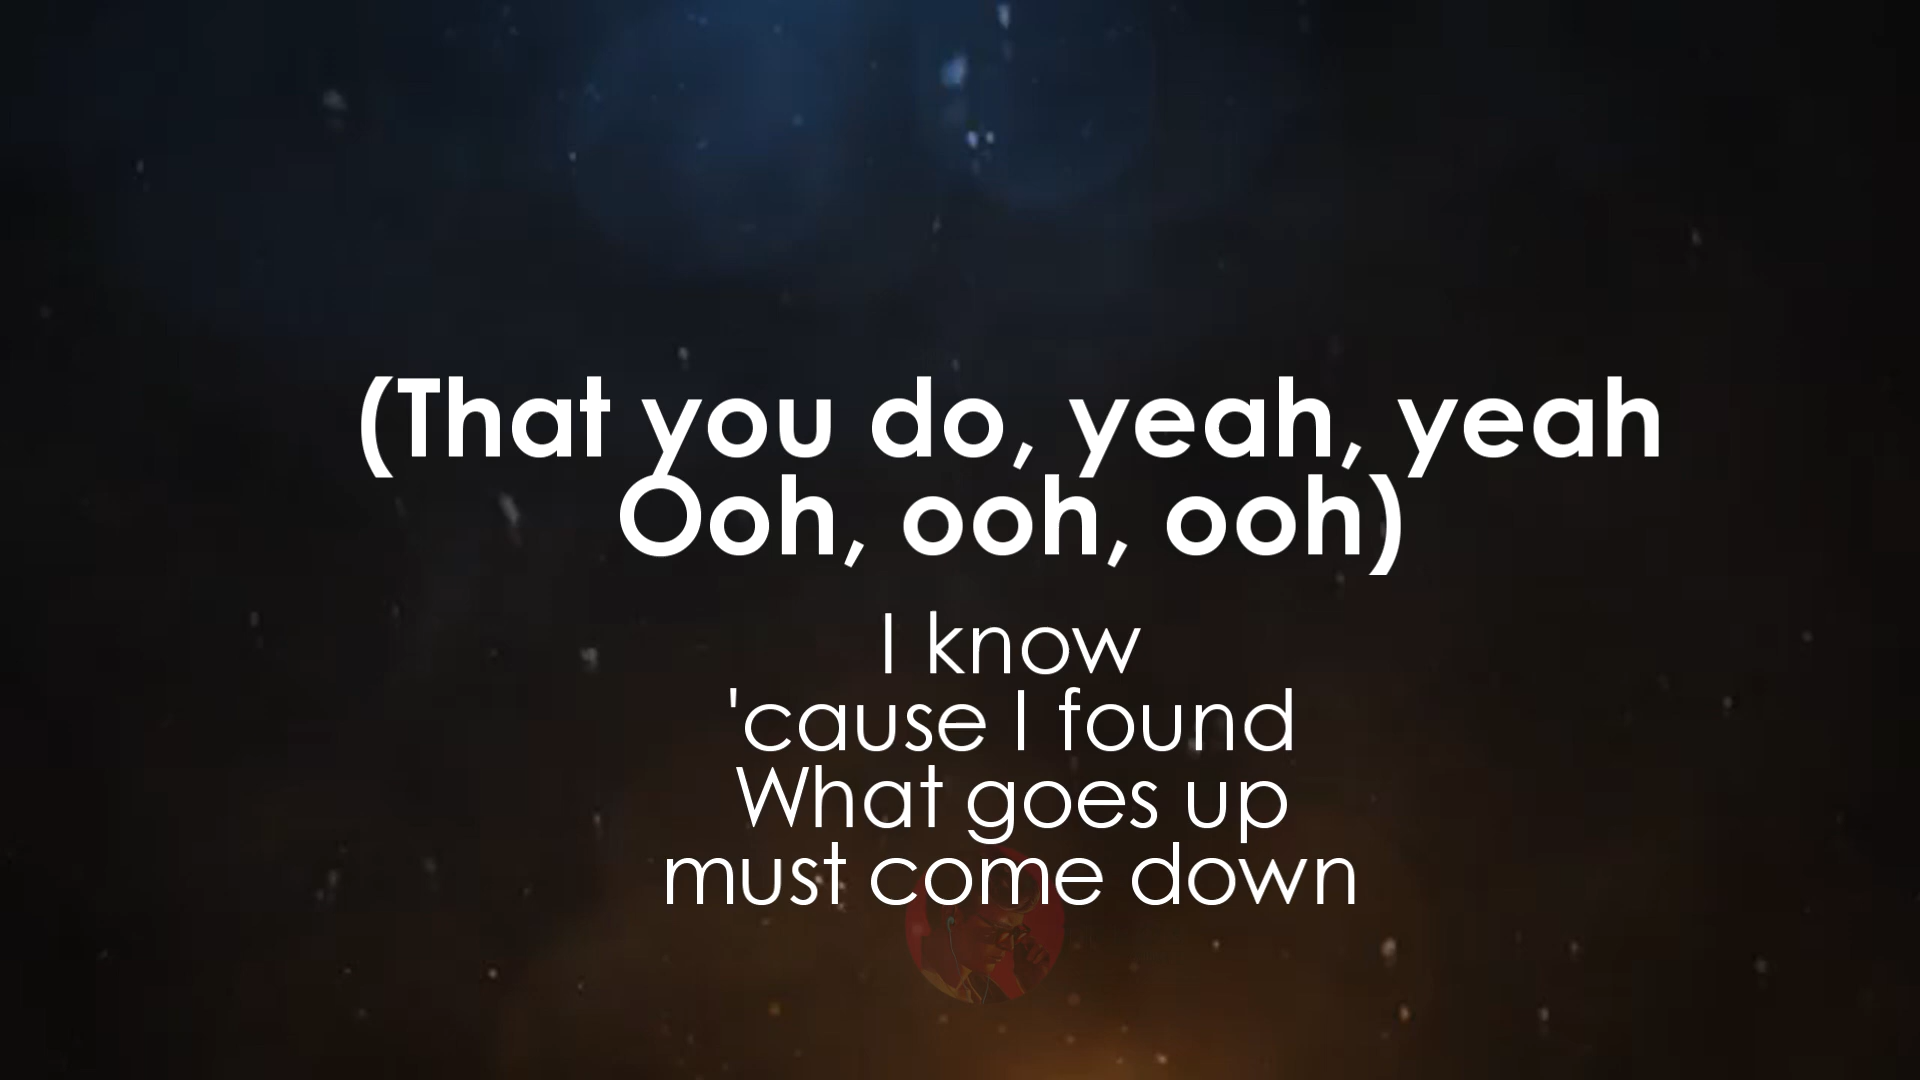 (That you do, yeah, yeah
Ooh, ooh, ooh)
I know
'cause I found
What goes up
must come down